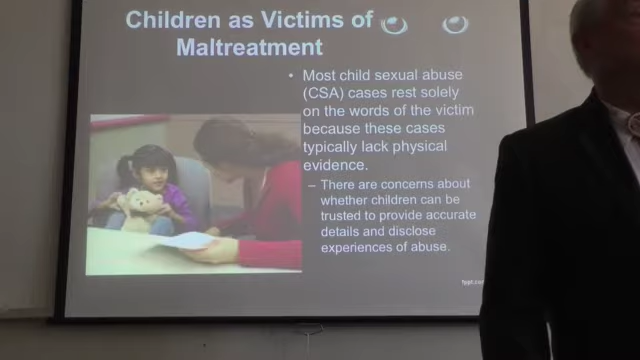 Children as Victims of
Maltreatment
• Most child sexual abuse
(CSA) cases rest solely
on the words of the victim
because these cases
typically lack physical
evidence.
– There are concerns about
whether children can be
trusted to provide accurate
details and disclose
experiences of abuse.